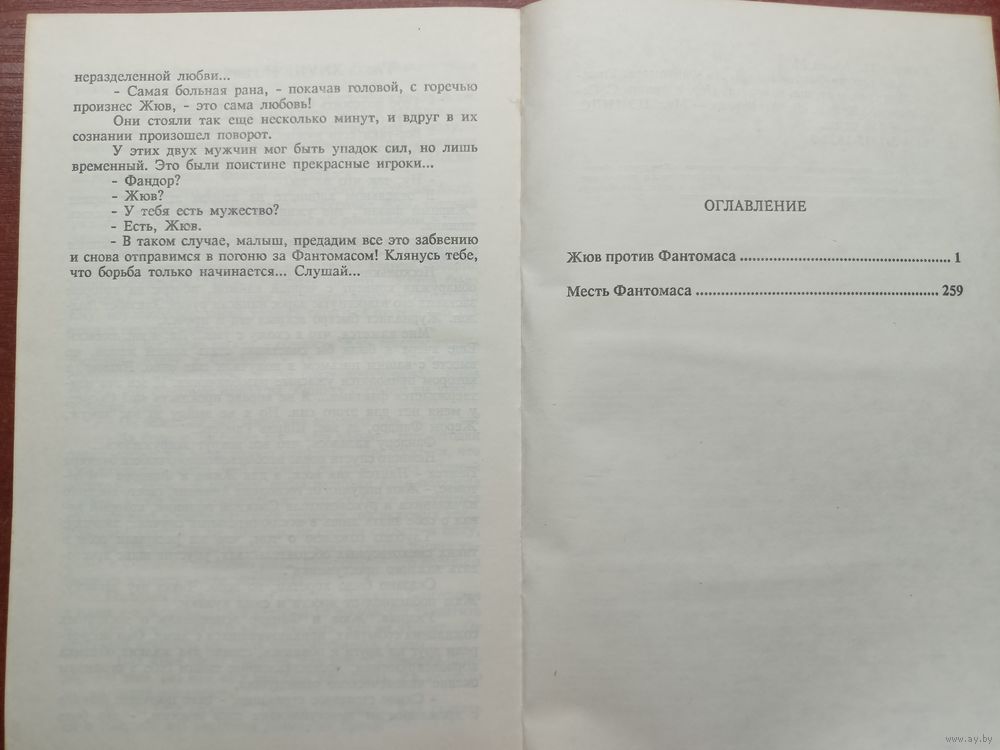 неразделенной любви...
- Самая больная рана, - покачав головой, с горечью
произнес Жюв, - это сама любовь!
Они стояли так еще несколько минут, и вдруг в их
сознании произошел поворот.
У этих двух мужчин мог быть упадок сил, но лишь
временный. Это были поистине прекрасные игроки...
- Фандор?
- Жюв?
- У тебя есть мужество?
- Есть, Жюв.
- В таком случае, малыш, предадим все это забвению
и снова отправимся в погоню за Фантомасом! Клянусь тебе,
что борьба только начинается... Слушай...
ОГЛАВЛЕНИЕ
Жюв против Фантомаса ........................................................ 1
Месть Фантомаса ................................................................ 259
www.ay.by